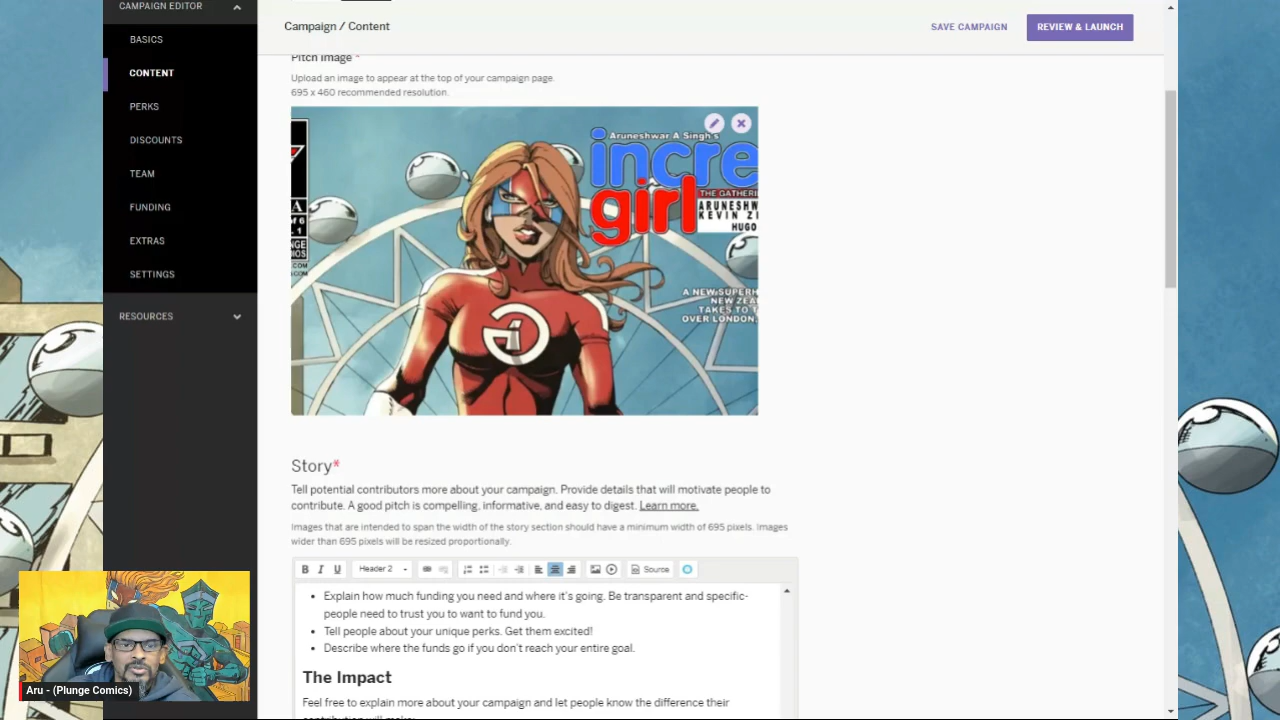 CAMPAIGN EDITOR
BASICS
CONTENT
PERKS
DISCOUNTS
TEAM
FUNDING
EXTRAS
SETTINGS
RESOURCES
Campaign / Content
SAVE CAMPAIGN
REVIEW & LAUNCH
Pitch Image *
Upload an image to appear at the top of your campaign page.
695 x 460 recommended resolution.
Aruneshwar A Singh's
incre
girl
THE GATHERI
ARUNESHW
KEVIN ZI
HUGO
A NEW SUPERH
NEW ZEA
TAKES TO T
OVER LONDON,
Story*
Tell potential contributors more about your campaign. Provide details that will motivate people to
contribute. A good pitch is compelling, informative, and easy to digest. Learn more.
Images that are intended to span the width of the story section should have a minimum width of 695 pixels. Images
wider than 695 pixels will be resized proportionally.
B I U Header 2 Source
• Explain how much funding you need and where it's going. Be transparent and specific-
people need to trust you to want to fund you.
• Tell people about your unique perks. Get them excited!
• Describe where the funds go if you don't reach your entire goal.
The Impact
Feel free to explain more about your campaign and let people know the difference their
contribution will make:
Aru - (Plunge Comics)